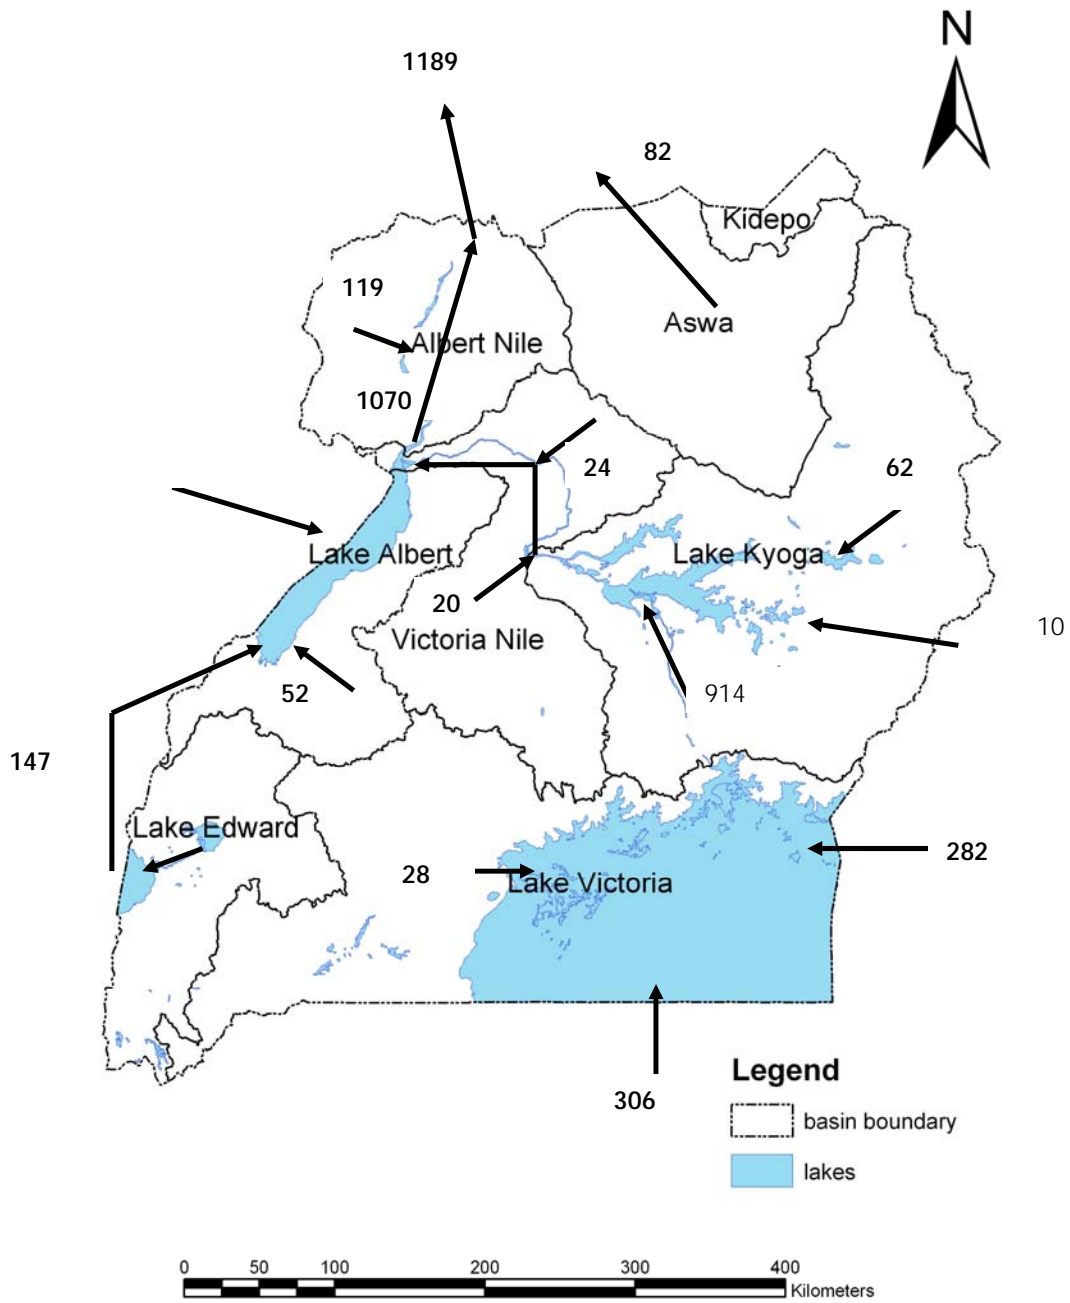 N
1189
82
Kidepo
119
Aswa
Albert Nile
1070
24
62
Lake Albert
Lake Kyoga
20
10
Victoria Nile
52
914
147
Lake Edward
282
28
Lake Victoria
306
Legend
basin boundary
lakes
0 50 100 200 300 400
Kilometers